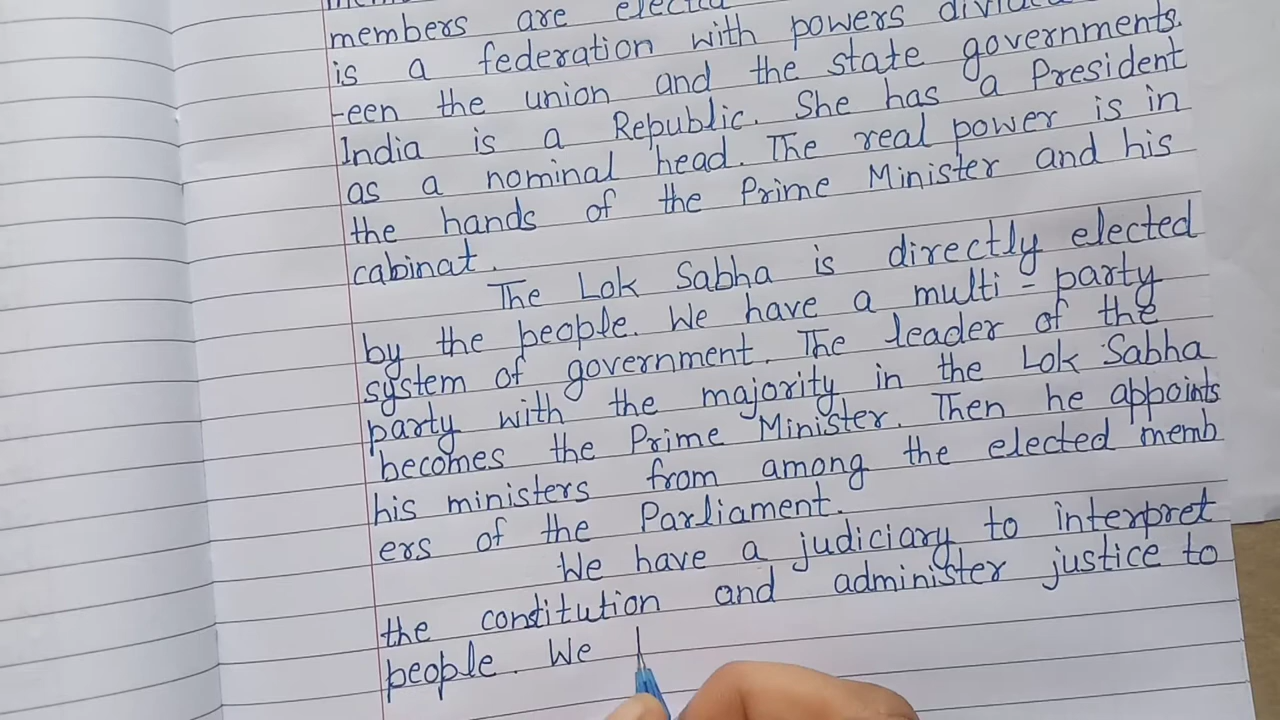 members are elected
is a federation with powers divided
-een the union and the state governments.
India is a Republic. She has a President
as a nominal head. The real power is in
the hands of the Prime Minister and his
cabinat.
The Lok Sabha is directly elected
by the people. We have a multi-party
system of government. The leader of the
party with the majority in the Lok Sabha
becomes the Prime Minister. Then he appoints
his ministers from among the elected memb
ers of the Parliament.
We have a judiciary to interpret
the constitution and administer justice to
people. We